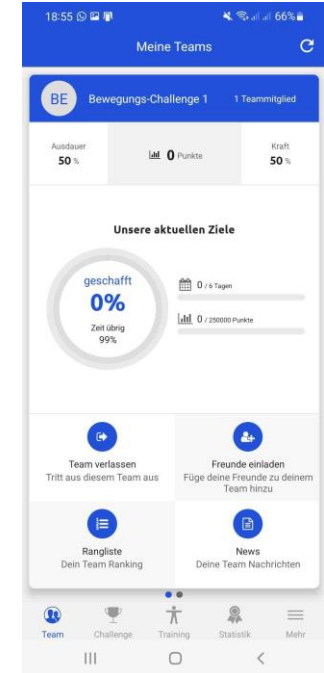 18:55 66%
Meine Teams
BE Bewegungs-Challenge 1 1 Teammitglied
Ausdauer
50 %
0 Punkte
Kraft
50 %
Unsere aktuellen Ziele
geschafft
0%
Zeit übrig
99%
0 / 6 Tagen
0 / 250000 Punkte
Team verlassen
Tritt aus diesem Team aus
Freunde einladen
Füge deine Freunde zu deinem
Team hinzu
Rangliste
Dein Team Ranking
News
Deine Team Nachrichten
Team Challenge Training Statistik Mehr